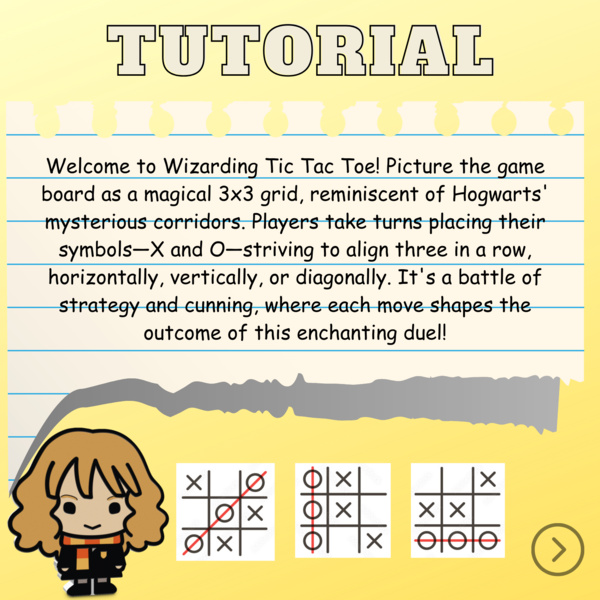 TUTORIAL
Welcome to Wizarding Tic Tac Toe! Picture the game
board as a magical 3x3 grid, reminiscent of Hogwarts'
mysterious corridors. Players take turns placing their
symbols—X and O—striving to align three in a row,
horizontally, vertically, or diagonally. It's a battle of
strategy and cunning, where each move shapes the
outcome of this enchanting duel!